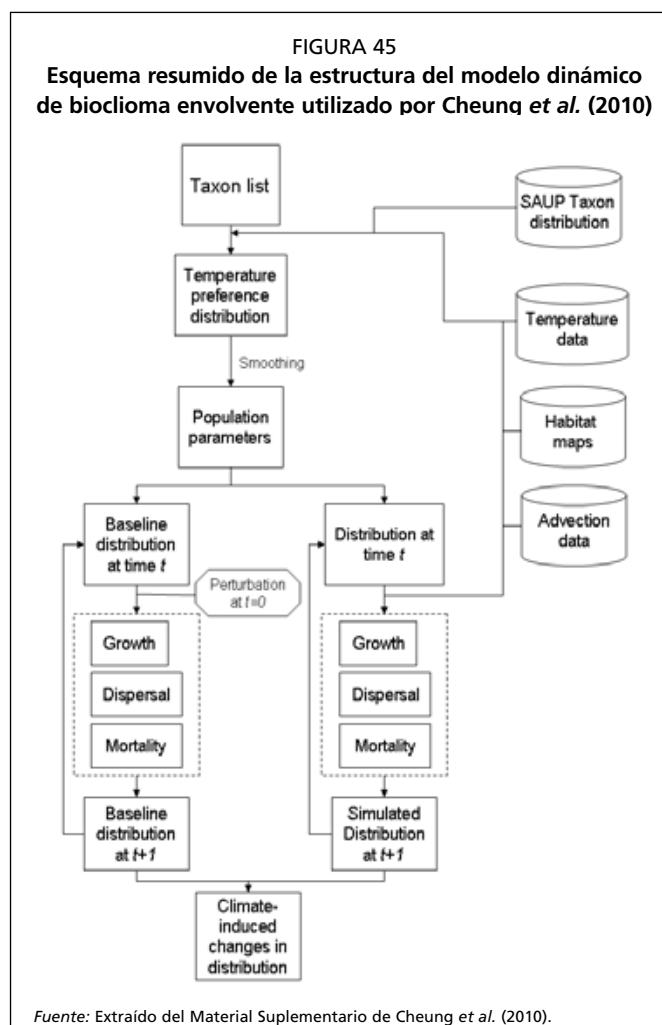 FIGURA 45
Esquema resumido de la estructura del modelo dinámico
de bioclioma envolvente utilizado por Cheung et al. (2010)
Taxon list
SAUP Taxon
distribution
Temperature
preference
distribution
Temperature
data
Smoothing
Habitat
maps
Population
parameters
Advection
data
Baseline
distribution
at time t
Distribution at
time t
Perturbation
at t=0
Growth
Dispersal
Mortality
Growth
Dispersal
Mortality
Baseline
distribution
at t+1
Simulated
Distribution
at t+1
Climate-
induced
changes in
distribution
Fuente: Extraído del Material Suplementario de Cheung et al. (2010).